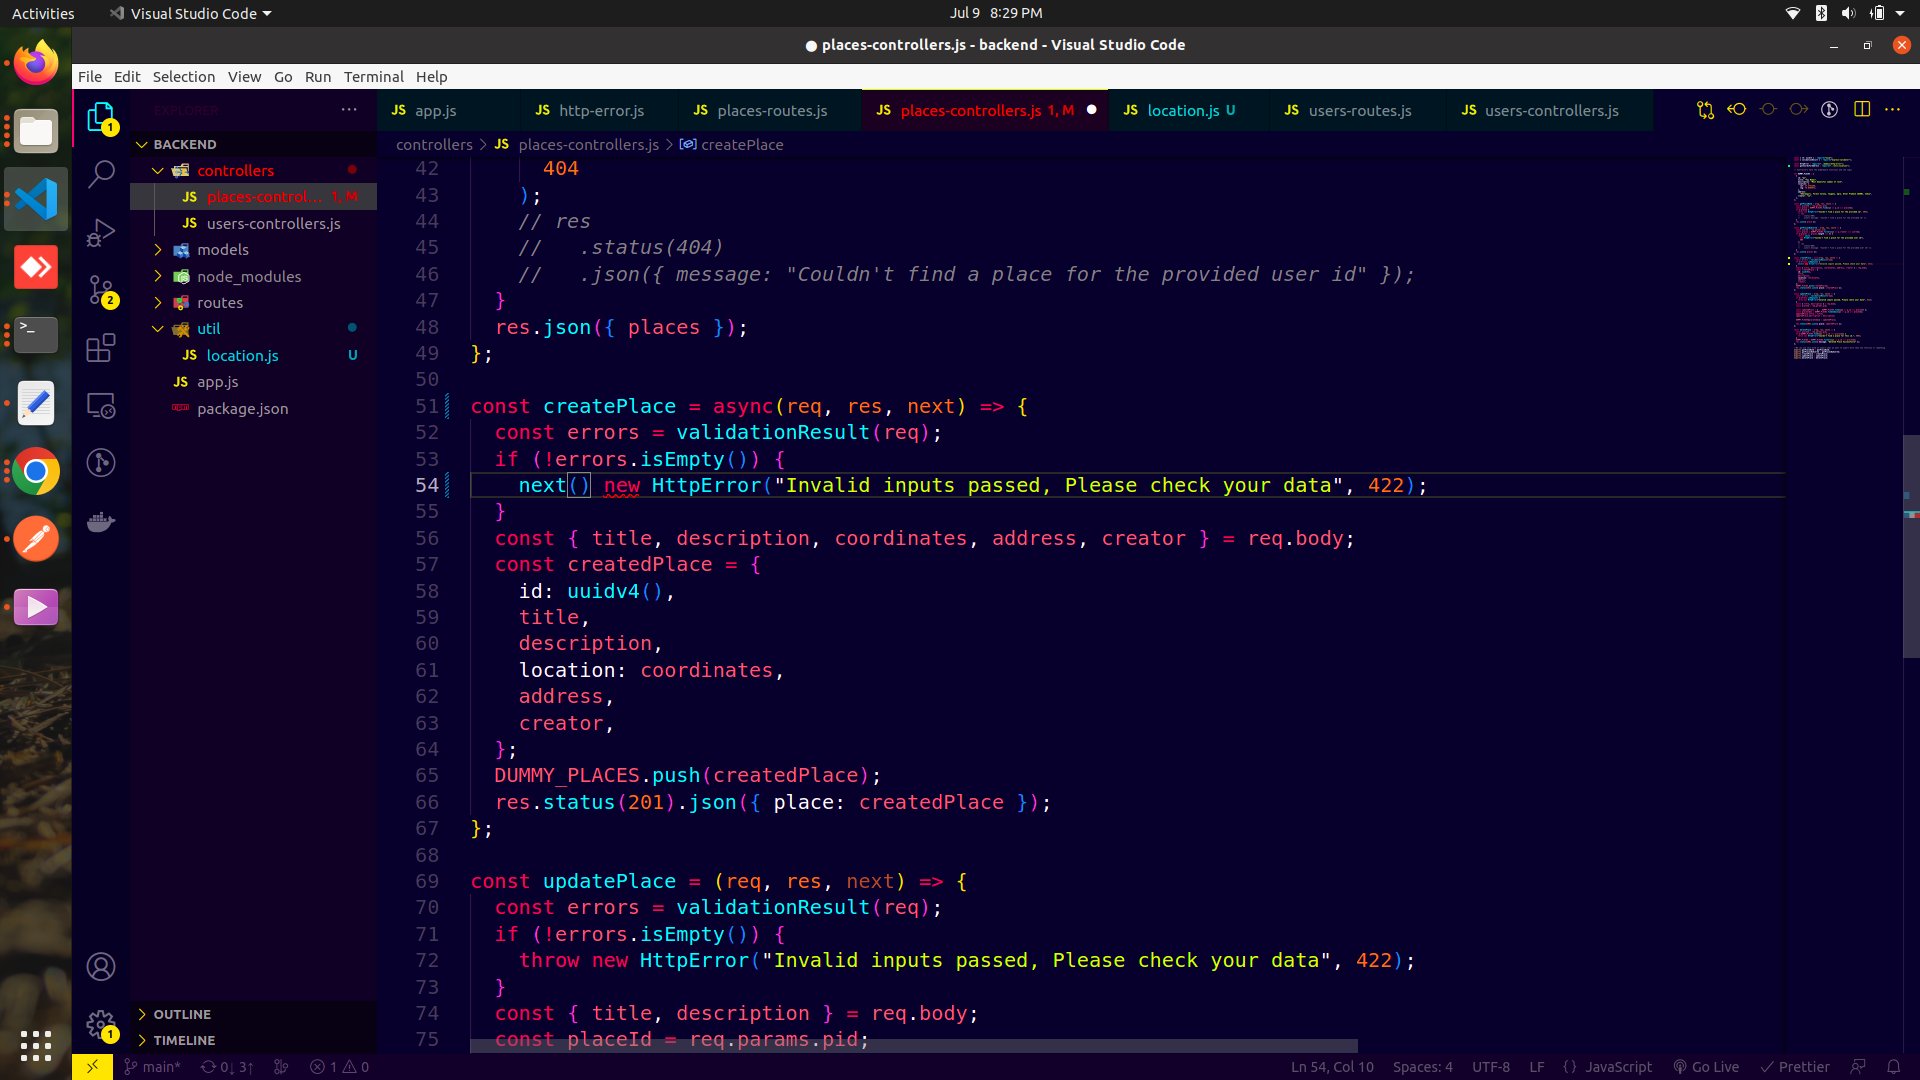 Activities Visual Studio Code Jul 9 8:29 PM
● places-controllers.js - backend - Visual Studio Code
File Edit Selection View Go Run Terminal Help
EXPLORER ···
JS app.js JS http-error.js JS places-routes.js JS places-controllers.js 1, M ● JS location.js U JS users-routes.js JS users-controllers.js
controllers > JS places-controllers.js > createPlace
BACKEND
controllers
JS places-control... 1, M
JS users-controllers.js
models
node_modules
routes
util
JS location.js U
JS app.js
package.json
1
2
42 404
43 );
44 // res
45 // .status(404)
46 // .json({ message: "Couldn't find a place for the provided user id" });
47 }
48 res.json({ places });
49 };
50
51 const createPlace = async(req, res, next) => {
52 const errors = validationResult(req);
53 if (!errors.isEmpty()) {
54 next() new HttpError("Invalid inputs passed, Please check your data", 422);
55 }
56 const { title, description, coordinates, address, creator } = req.body;
57 const createdPlace = {
58 id: uuidv4(),
59 title,
60 description,
61 location: coordinates,
62 address,
63 creator,
64 };
65 DUMMY_PLACES.push(createdPlace);
66 res.status(201).json({ place: createdPlace });
67 };
68
69 const updatePlace = (req, res, next) => {
70 const errors = validationResult(req);
71 if (!errors.isEmpty()) {
72 throw new HttpError("Invalid inputs passed, Please check your data", 422);
73 }
74 const { title, description } = req.body;
75 const placeId = req.params.pid;
OUTLINE
TIMELINE
1
main* 0↓ 3↑ 1 0 Ln 54, Col 10 Spaces: 4 UTF-8 LF {} JavaScript Go Live Prettier